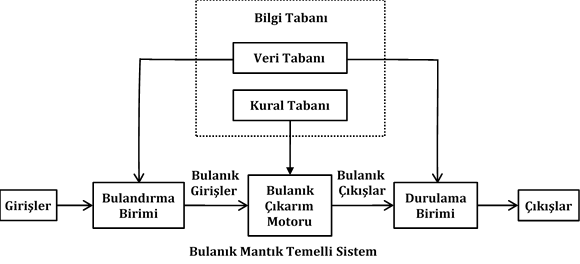 Bilgi Tabanı
Veri Tabanı
Kural Tabanı
Bulanık
Girişler
Bulanık
Çıkışlar
Girişler
Bulandırma
Birimi
Bulanık
Çıkarım
Motoru
Durulama
Birimi
Çıkışlar
Bulanık Mantık Temelli Sistem